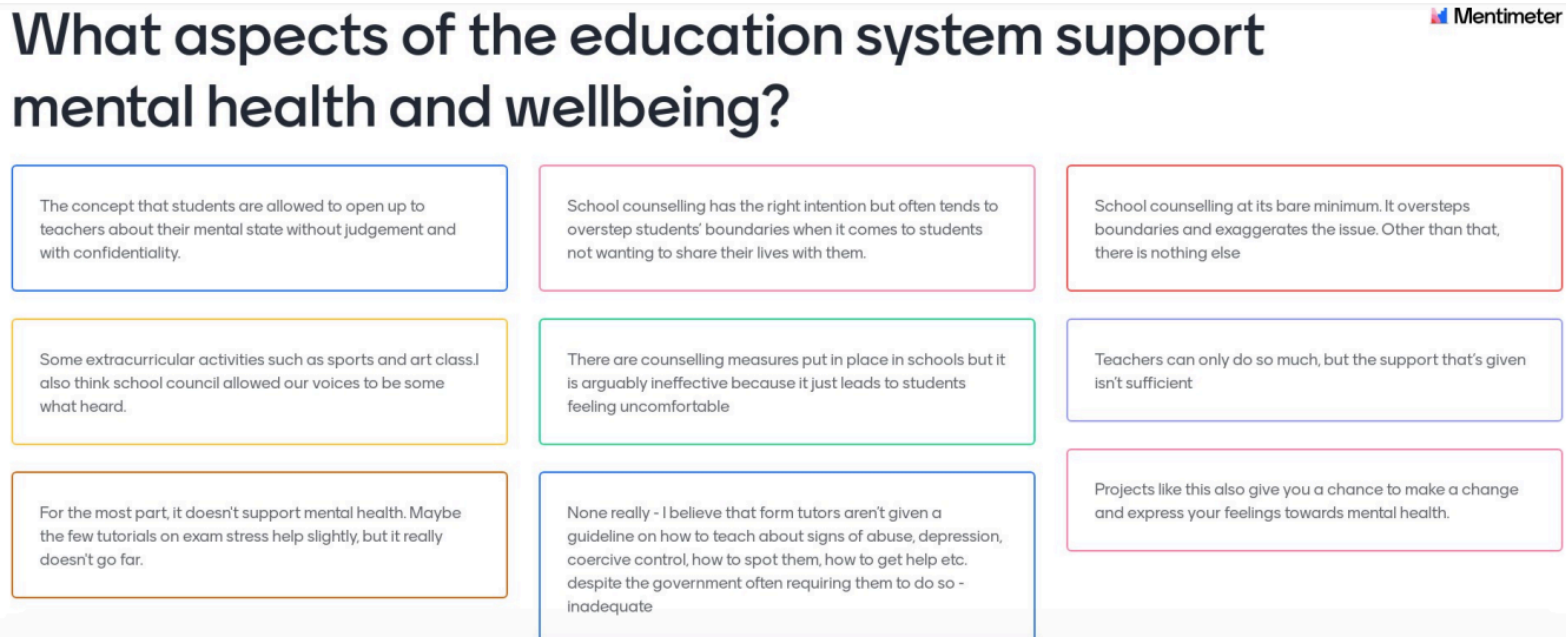 What aspects of the education system support
mental health and wellbeing?
Mentimeter
The concept that students are allowed to open up to
teachers about their mental state without judgement and
with confidentiality.
School counselling has the right intention but often tends to
overstep students' boundaries when it comes to students
not wanting to share their lives with them.
School counselling at its bare minimum. It oversteps
boundaries and exaggerates the issue. Other than that,
there is nothing else
Some extracurricular activities such as sports and art class.I
also think school council allowed our voices to be some
what heard.
There are counselling measures put in place in schools but it
is arguably ineffective because it just leads to students
feeling uncomfortable
Teachers can only do so much, but the support that's given
isn't sufficient
For the most part, it doesn't support mental health. Maybe
the few tutorials on exam stress help slightly, but it really
doesn't go far.
None really - I believe that form tutors aren't given a
guideline on how to teach about signs of abuse, depression,
coercive control, how to spot them, how to get help etc.
despite the government often requiring them to do so -
inadequate
Projects like this also give you a chance to make a change
and express your feelings towards mental health.